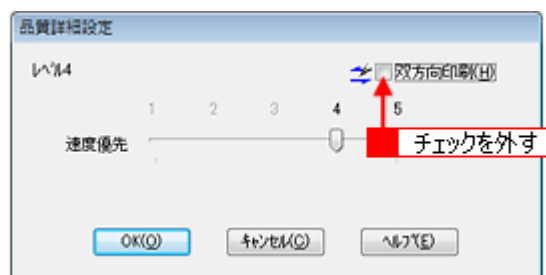 品質詳細設定
ﾚﾍﾞﾙ4
双方向印刷(H)
1 2 3 4 5
速度優先
チェックを外す
OK(O) ｷｬﾝｾﾙ(C) ﾍﾙﾌﾟ(E)